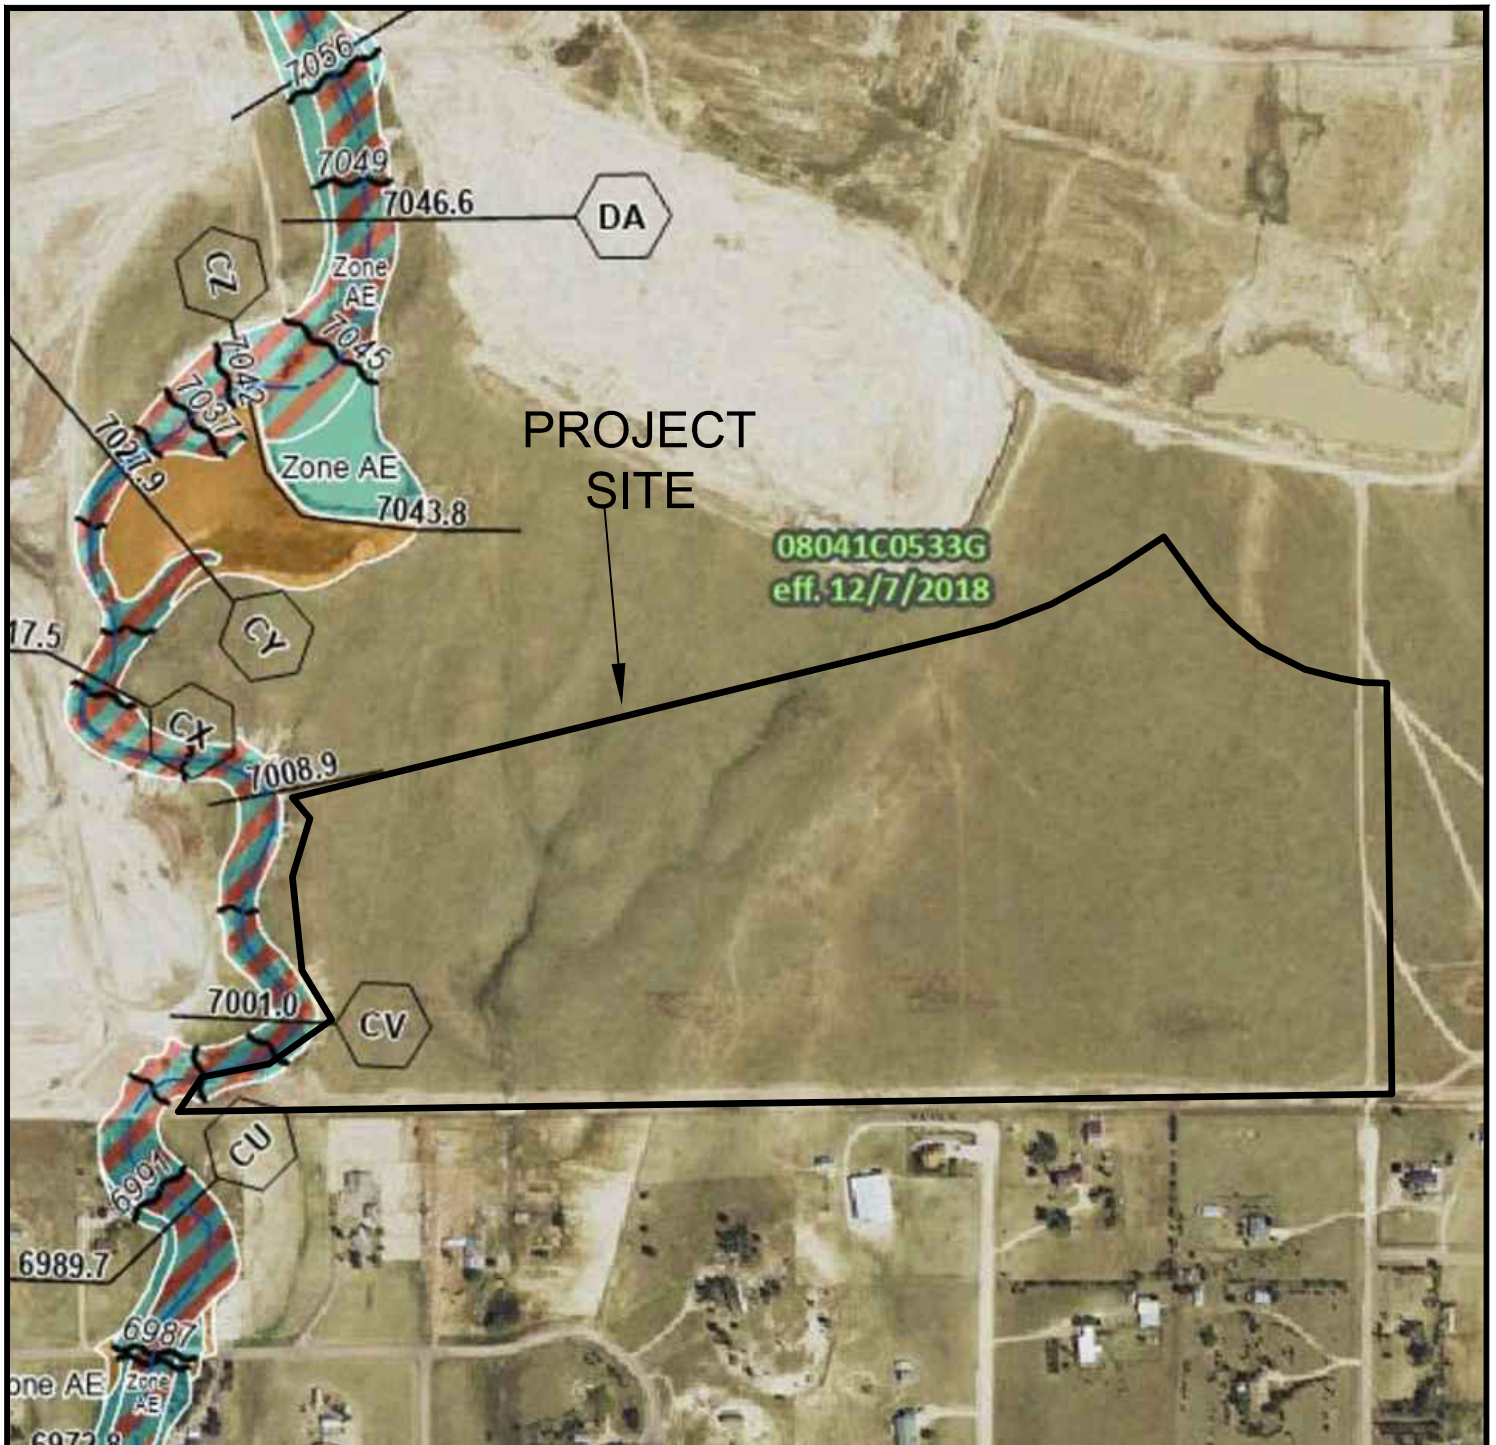 7056
7049
7046.6
DA
CZ
Zone
AE
7045
7042
7037
PROJECT
SITE
7027.9
Zone AE
7043.8
08041C0533G
eff. 12/7/2018
17.5
CY
CX
7008.9
7001.0
CV
CU
6991
6989.7
6987
one AE
Zone
AE
6972.8